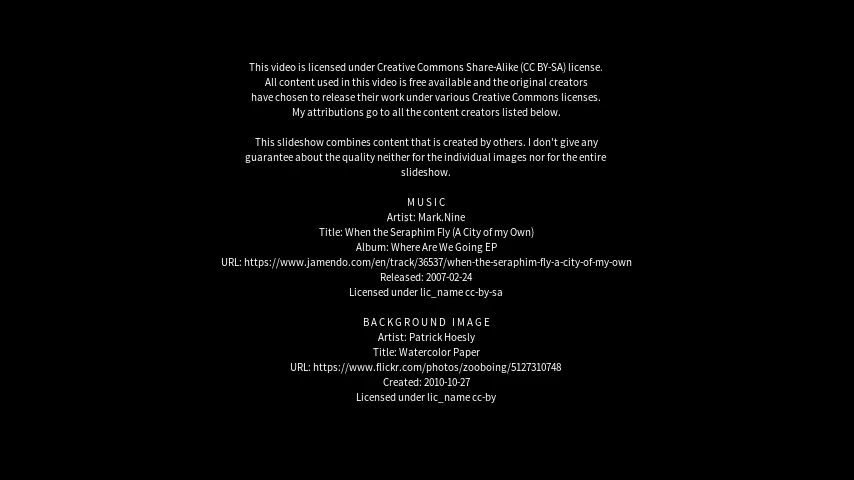 This video is licensed under Creative Commons Share-Alike (CC BY-SA) license.
All content used in this video is free available and the original creators
have chosen to release their work under various Creative Commons licenses.
My attributions go to all the content creators listed below.
This slideshow combines content that is created by others. I don't give any
guarantee about the quality neither for the individual images nor for the entire
slideshow.
MUSIC
Artist: Mark.Nine
Title: When the Seraphim Fly (A City of my Own)
Album: Where Are We Going EP
URL: https://www.jamendo.com/en/track/36537/when-the-seraphim-fly-a-city-of-my-own
Released: 2007-02-24
Licensed under lic_name cc-by-sa
BACKGROUND IMAGE
Artist: Patrick Hoesly
Title: Watercolor Paper
URL: https://www.flickr.com/photos/zooboing/5127310748
Created: 2010-10-27
Licensed under lic_name cc-by